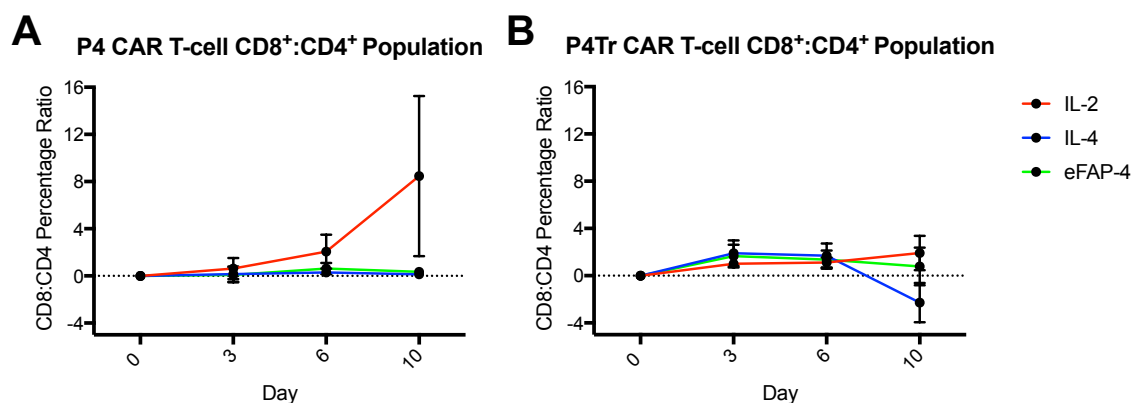 A
P4 CAR T-cell CD8⁺:CD4⁺ Population
CD8:CD4 Percentage Ratio
16
12
8
4
0
-4
0
3
6
10
Day
B
P4Tr CAR T-cell CD8⁺:CD4⁺ Population
CD8:CD4 Percentage Ratio
16
12
8
4
0
-4
0
3
6
10
Day
IL-2
IL-4
eFAP-4